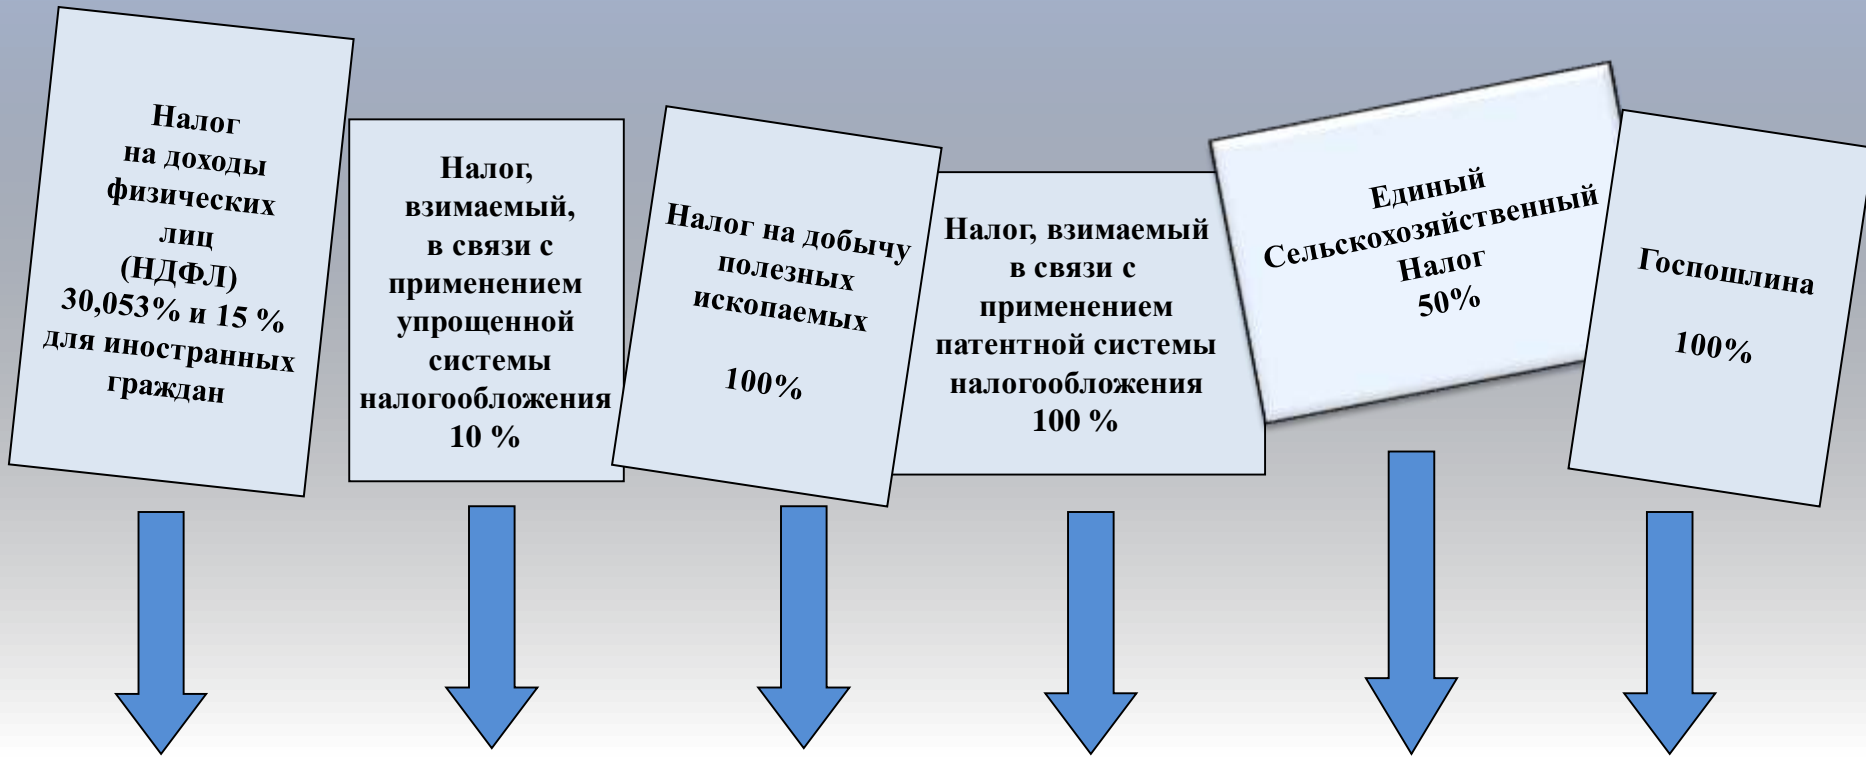 Налог
на доходы
физических
лиц
(НДФЛ)
30,053% и 15 %
для иностранных
граждан
Налог,
взимаемый,
в связи с
применением
упрощенной
системы
налогообложения
10 %
Налог на добычу
полезных
ископаемых
100%
Налог, взимаемый
в связи с
применением
патентной системы
налогообложения
100 %
Единый
Сельскохозяйственный
Налог
50%
Госпошлина
100%